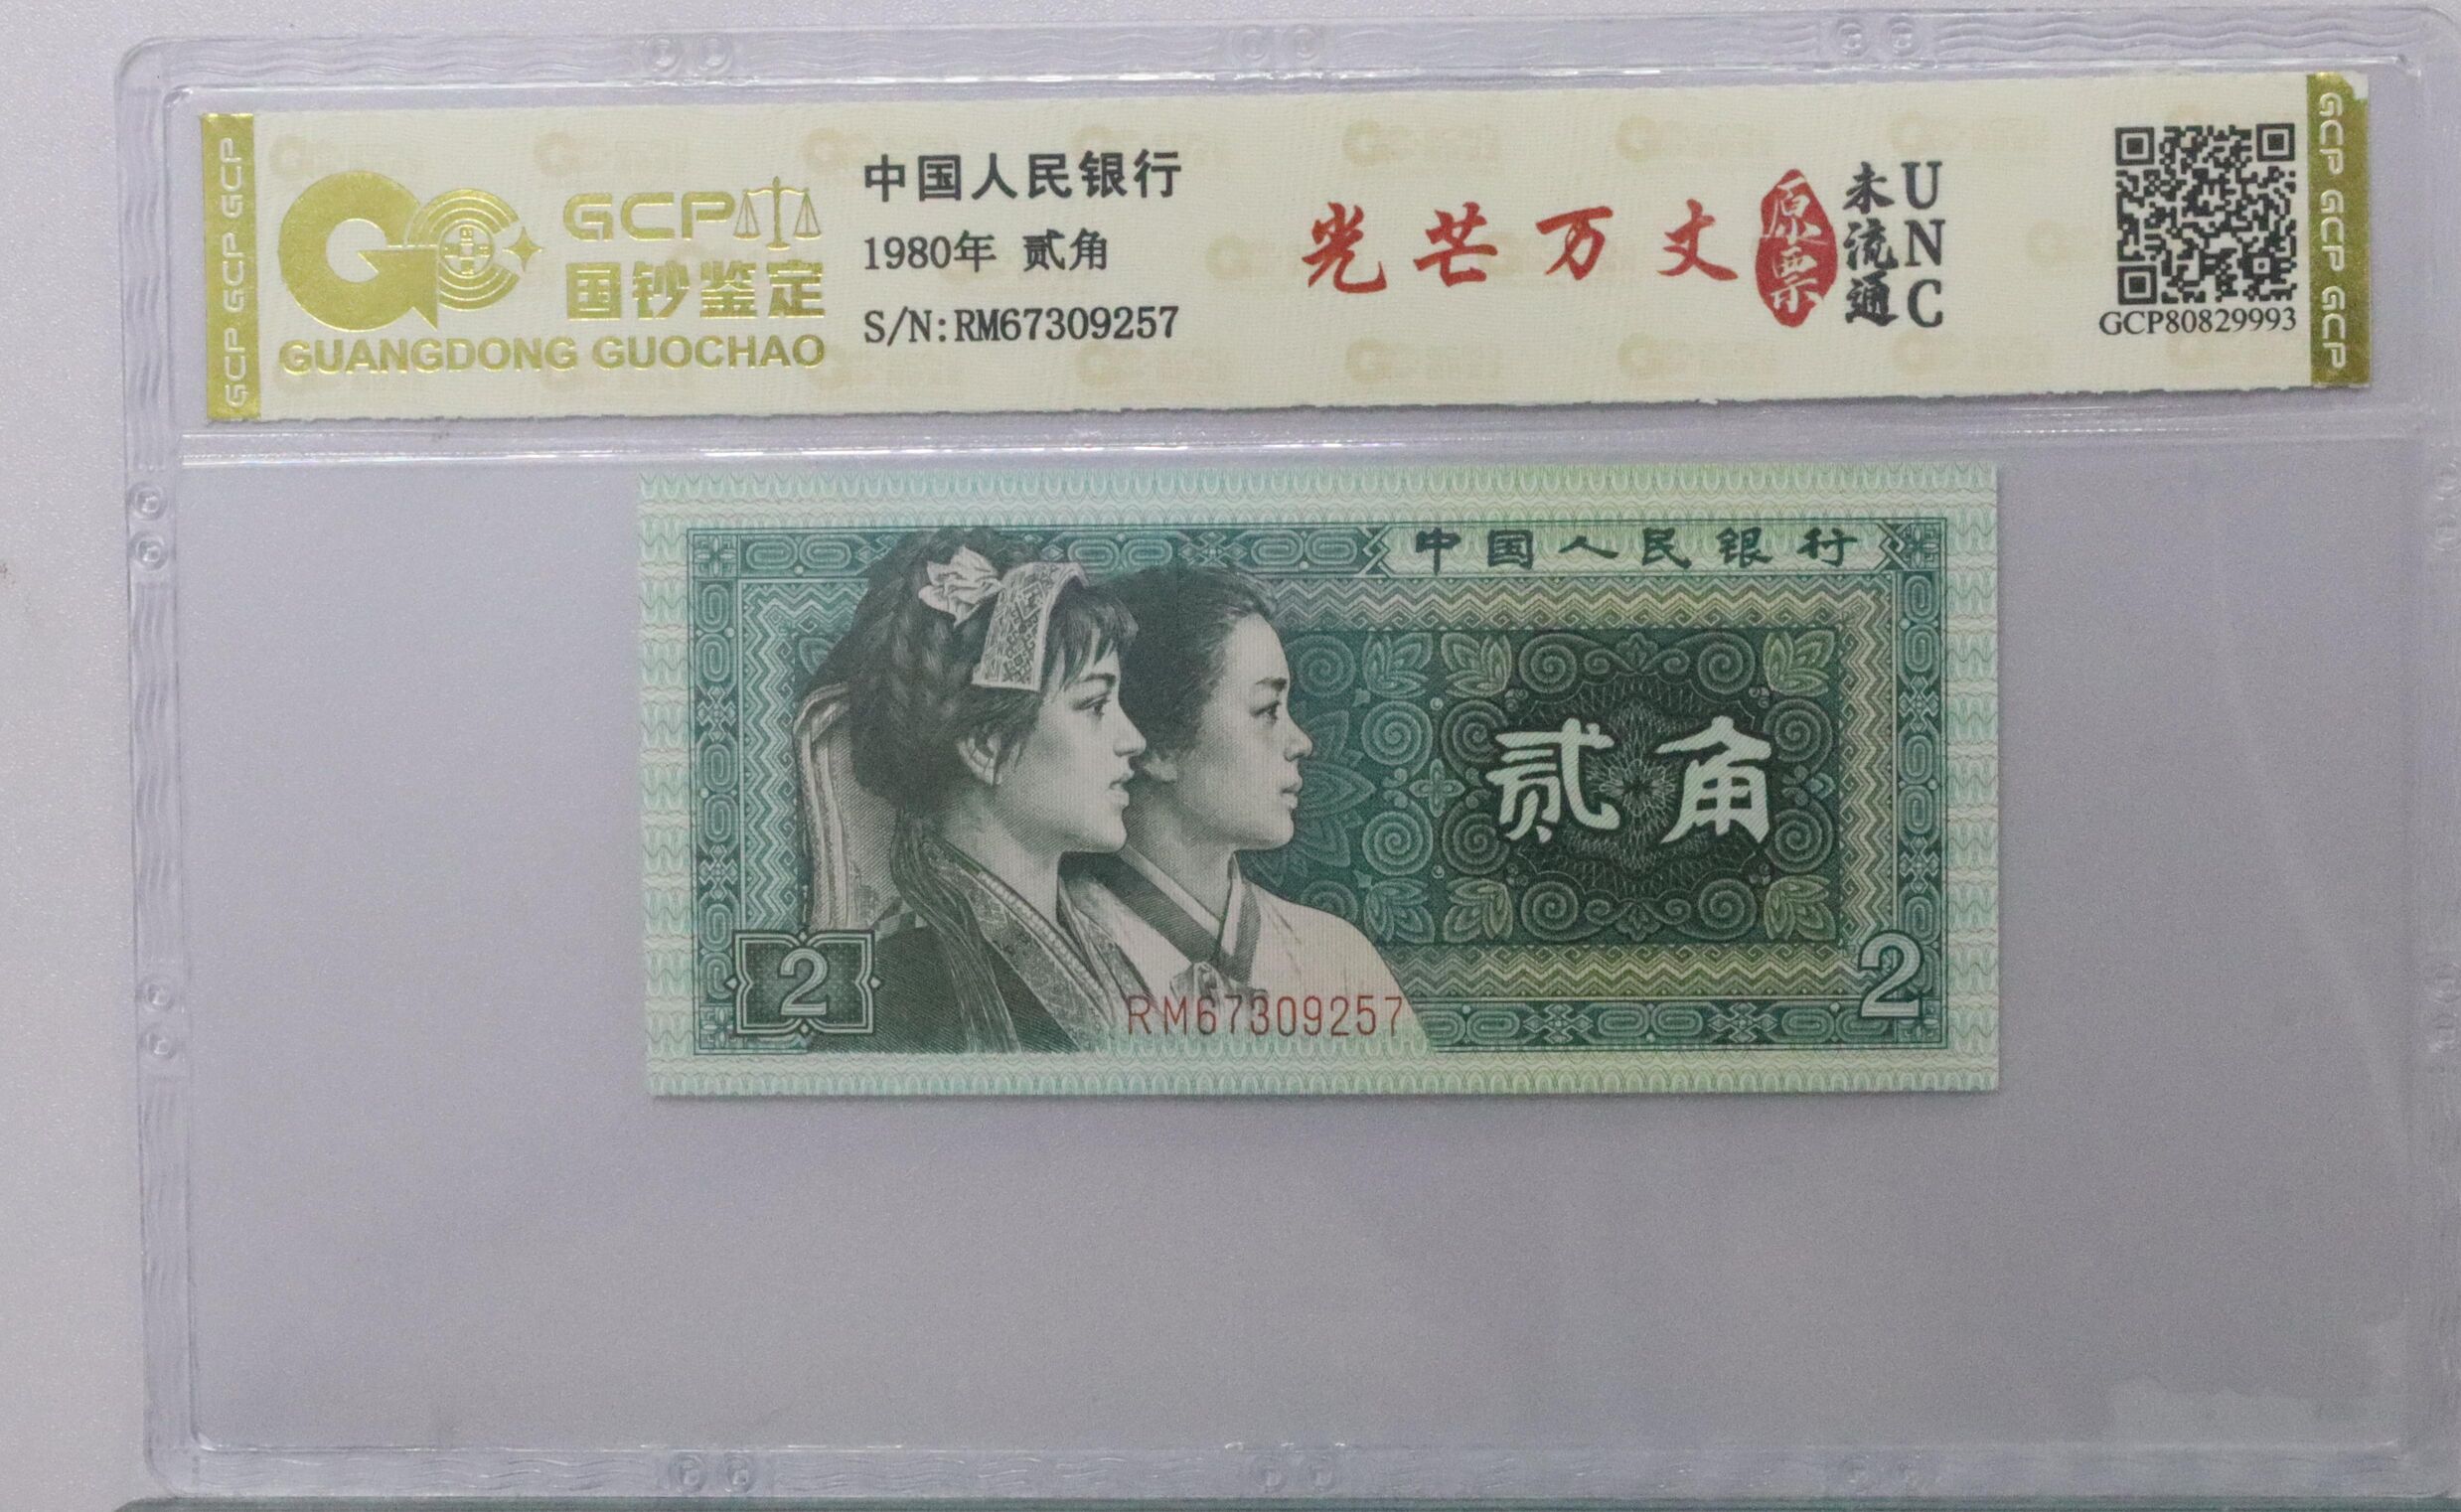 GCP GCP GCP
GCP
国钞鉴定
GUANGDONG GUOCHAO
中国人民银行
1980年 贰角
S/N:RM67309257
光芒万丈
原票
未流通
UNC
GCP80829993
GCP GCP GCP
中国人民银行
贰角
2
2
RM67309257